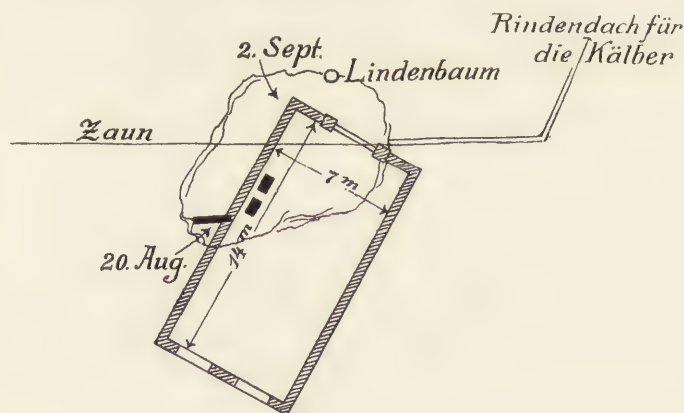 Rindendach für
die Kälber
2. Sept.
Lindenbaum
Zaun
7 m
14 m
20. Aug.